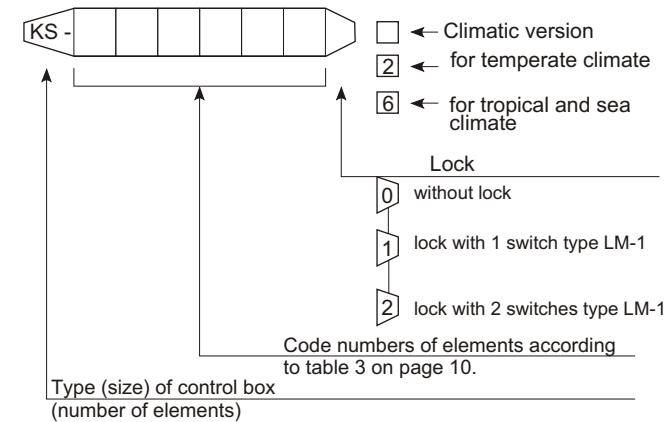 KS -
Climatic version
2 for temperate climate
6 for tropical and sea
climate
Lock
0 without lock
1 lock with 1 switch type LM-1
2 lock with 2 switches type LM-1
Code numbers of elements according
to table 3 on page 10.
Type (size) of control box
(number of elements)